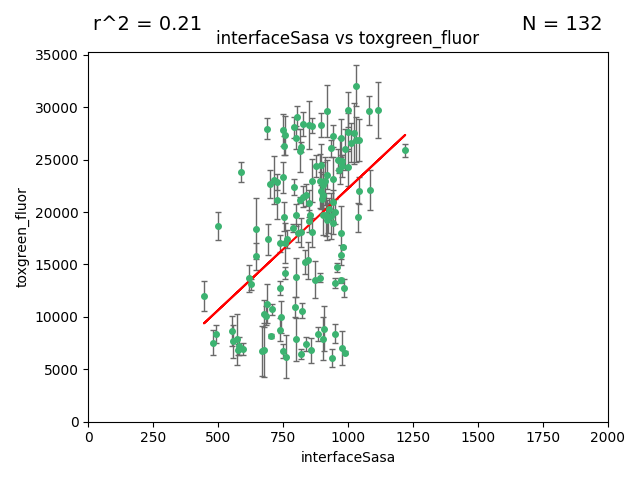 r^2 = 0.21 N = 132
interfaceSasa vs toxgreen_fluor
35000
30000
25000
20000
15000
10000
5000
0
toxgreen_fluor
0 250 500 750 1000 1250 1500 1750 2000
interfaceSasa